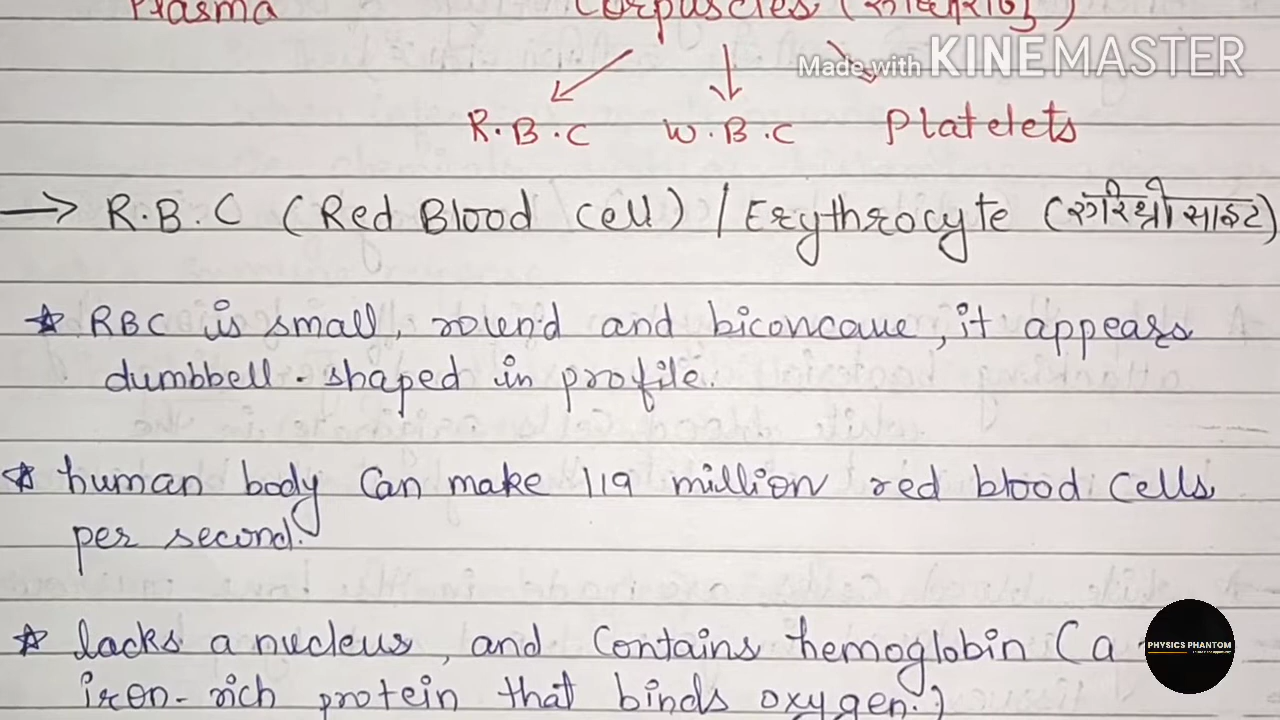 Plasma Corpuscles (
Made with KINEMASTER
R.B.C W.B.C Platelets
→ R.B.C (Red Blood Cell) / Erythrocyte (एरिथ्रोसाइट)
☆ RBC is small, round and biconcave, it appears
dumbbell-shaped in profile.
☆ human body can make 119 million red blood cells
per second.
☆ lacks a nucleus, and contains hemoglobin (a
PHYSICS PHANTOM
iron-rich protein that binds oxygen.)